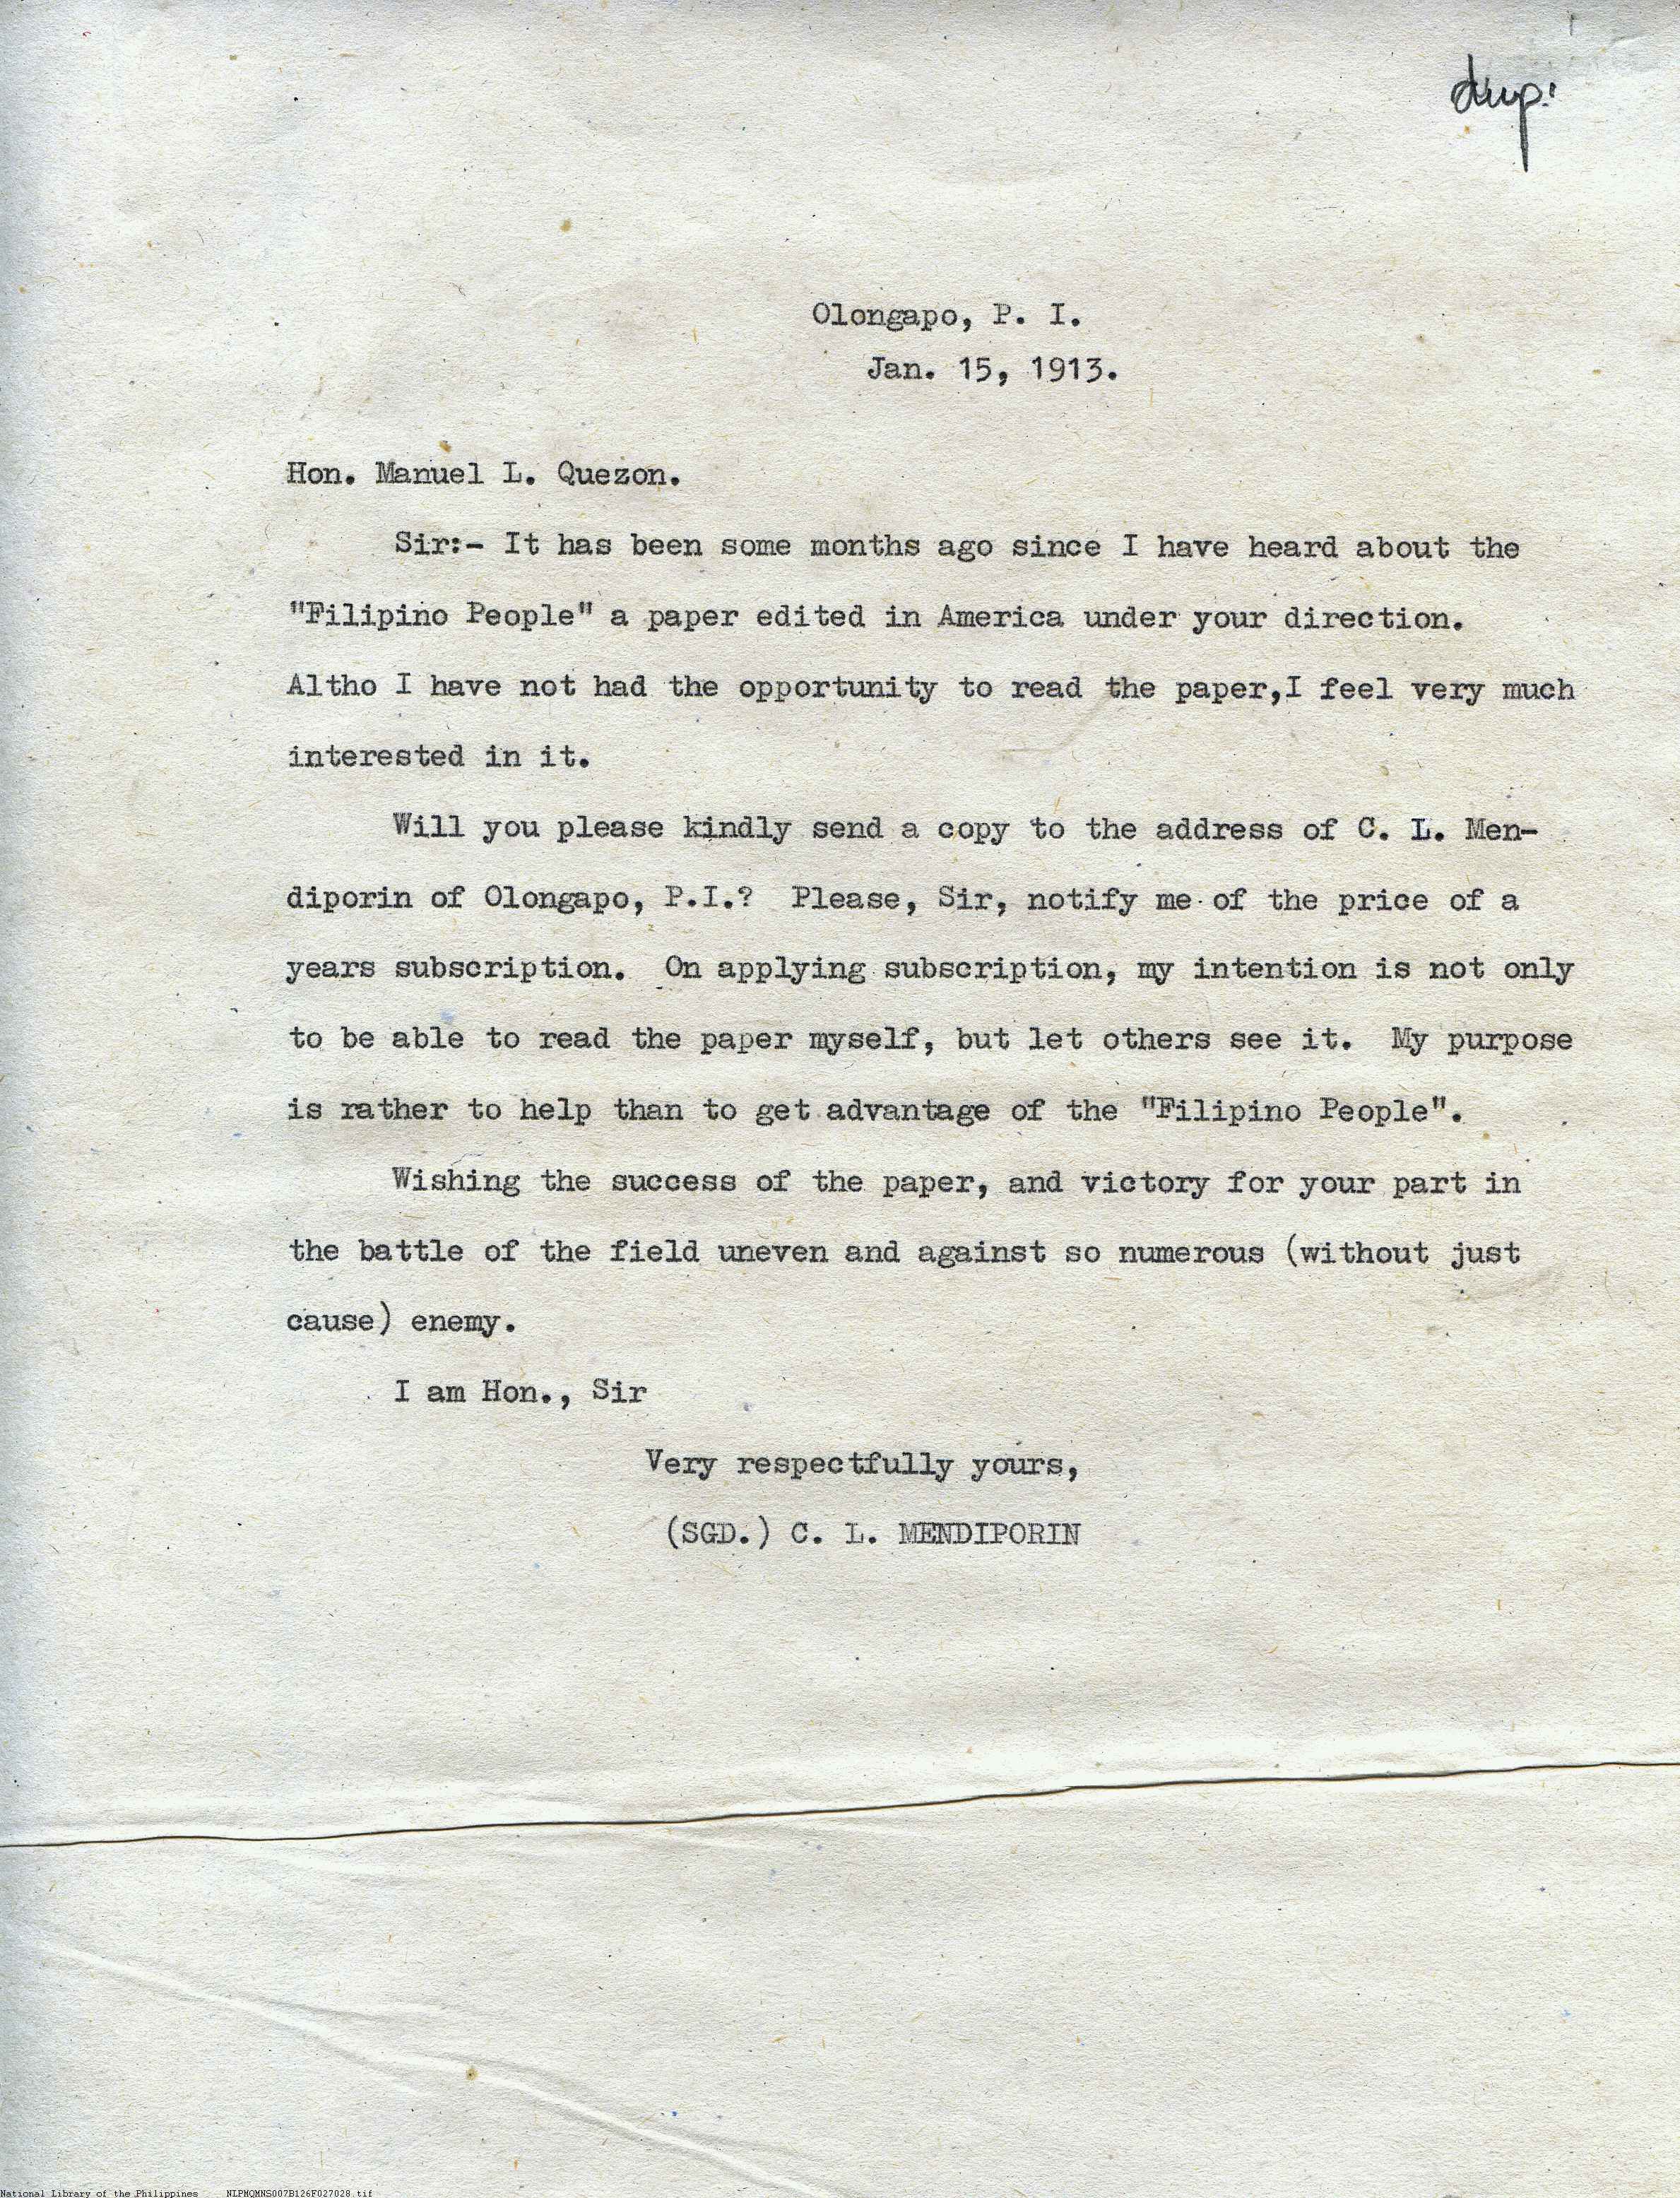 dup.
Olongapo, P. I.
Jan. 15, 1913.
Hon. Manuel L. Quezon.
Sir:- It has been some months ago since I have heard about the
"Filipino People" a paper edited in America under your direction.
Altho I have not had the opportunity to read the paper,I feel very much
interested in it.
Will you please kindly send a copy to the address of C. L. Men-
diporin of Olongapo, P.I.? Please, Sir, notify me of the price of a
years subscription. On applying subscription, my intention is not only
to be able to read the paper myself, but let others see it. My purpose
is rather to help than to get advantage of the "Filipino People".
Wishing the success of the paper, and victory for your part in
the battle of the field uneven and against so numerous (without just
cause) enemy.
I am Hon., Sir
Very respectfully yours,
(SGD.) C. L. MENDIPORIN
National Library of the Philippines NLPMQMNS007B126F027028.tif